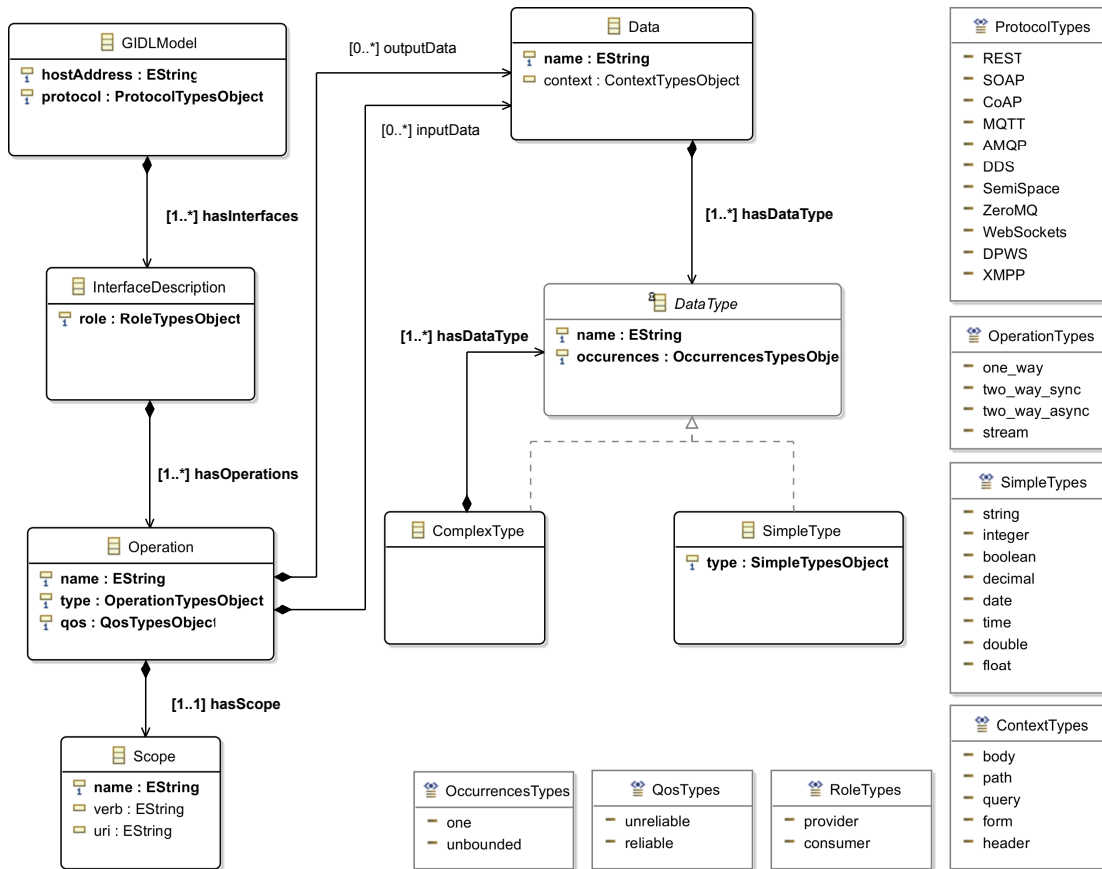 GIDLModel
hostAddress : EString
protocol : ProtocolTypesObject
[1..*] hasInterfaces
InterfaceDescription
role : RoleTypesObject
[1..*] hasOperations
Operation
name : EString
type : OperationTypesObject
qos : QosTypesObject
[1..1] hasScope
Scope
name : EString
verb : EString
uri : EString
[0..*] outputData
[0..*] inputData
Data
name : EString
context : ContextTypesObject
[1..*] hasDataType
DataType
name : EString
occurences : OccurrencesTypesObje
[1..*] hasDataType
ComplexType
SimpleType
type : SimpleTypesObject
OccurrencesTypes
one
unbounded
QosTypes
unreliable
reliable
RoleTypes
provider
consumer
ProtocolTypes
REST
SOAP
CoAP
MQTT
AMQP
DDS
SemiSpace
ZeroMQ
WebSockets
DPWS
XMPP
OperationTypes
one_way
two_way_sync
two_way_async
stream
SimpleTypes
string
integer
boolean
decimal
date
time
double
float
ContextTypes
body
path
query
form
header